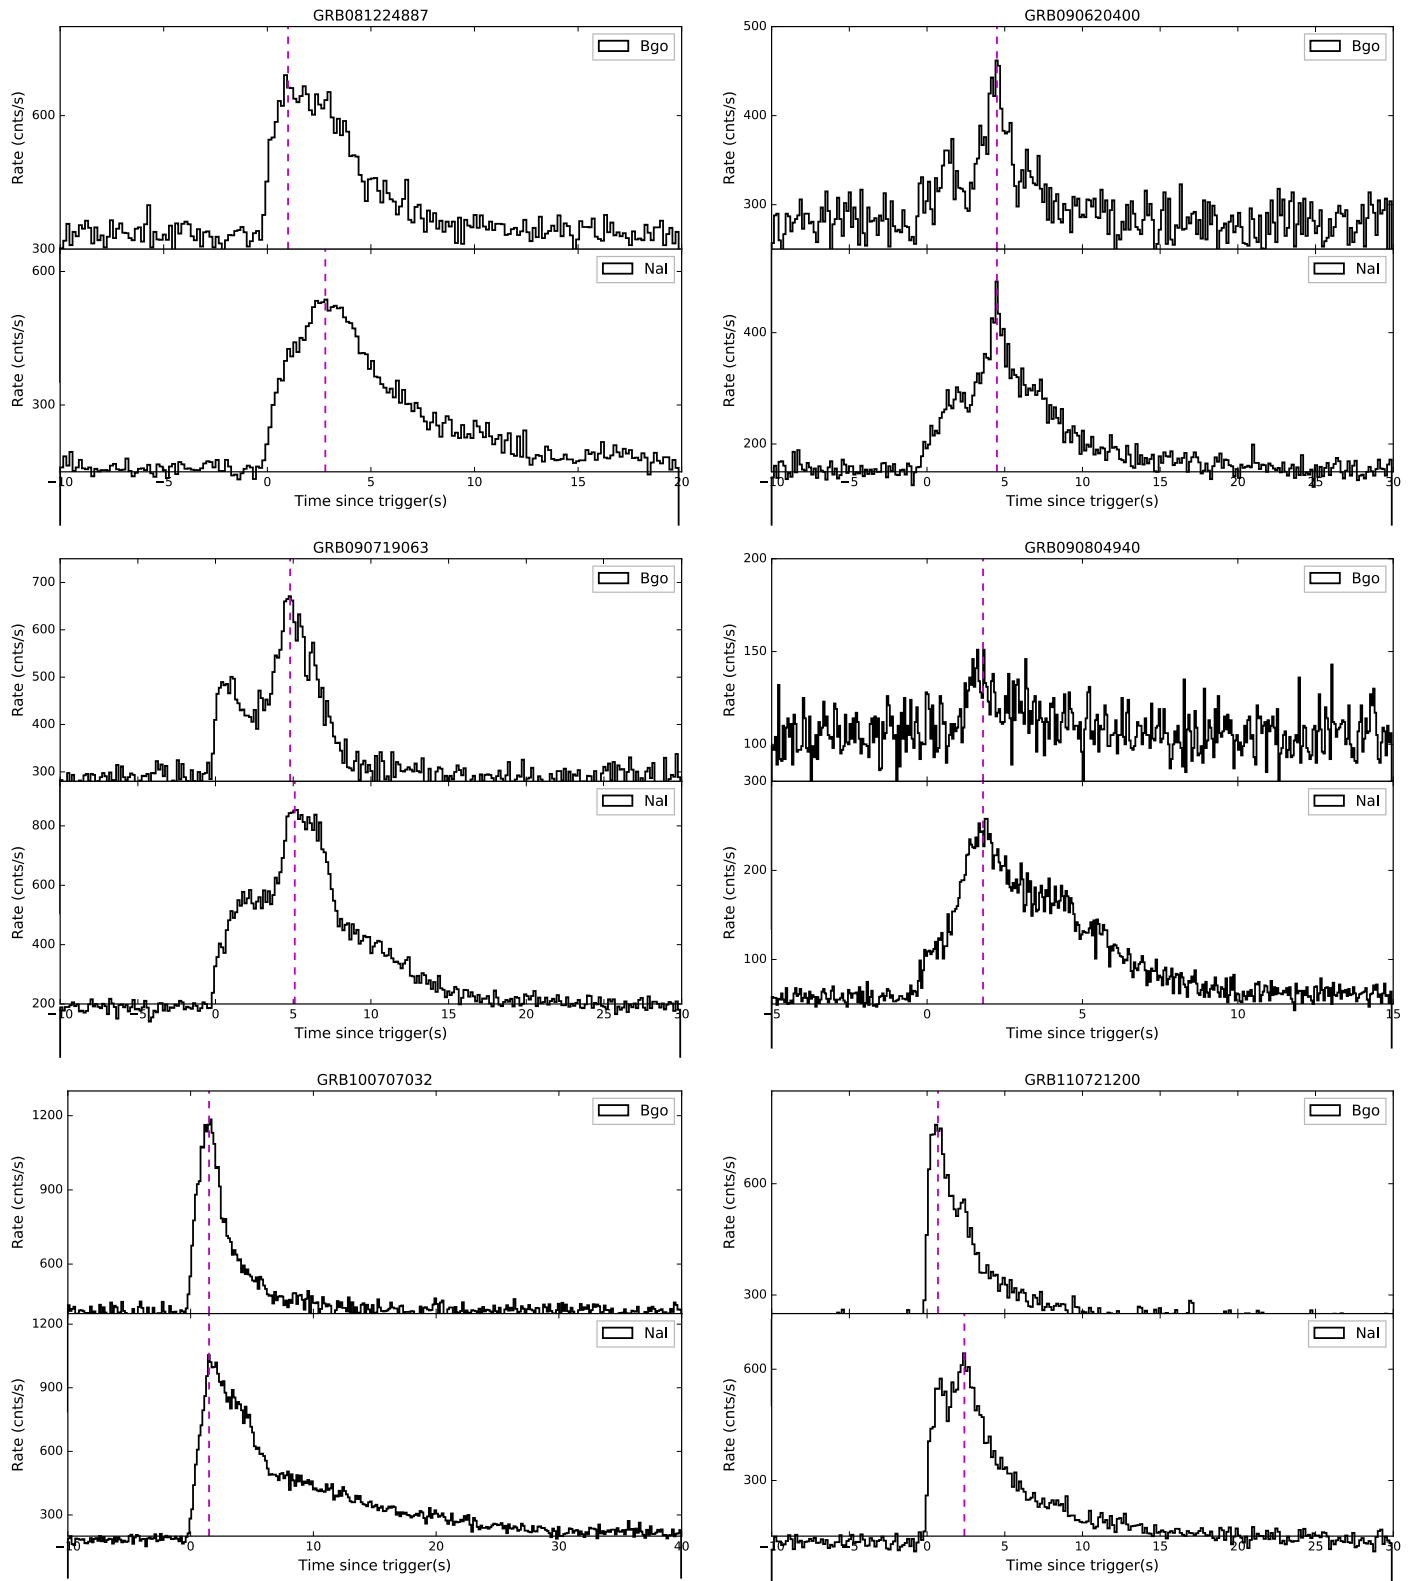 GRB081224887
Bgo
600
300
Rate (cnts/s)
NaI
600
300
Rate (cnts/s)
−10 −5 0 5 10 15 20
Time since trigger(s)
GRB090620400
Bgo
500
400
300
Rate (cnts/s)
NaI
400
200
Rate (cnts/s)
−10 −5 0 5 10 15 20 25 30
Time since trigger(s)
GRB090719063
Bgo
700
600
500
400
300
Rate (cnts/s)
NaI
800
600
400
200
Rate (cnts/s)
−10 −5 0 5 10 15 20 25 30
Time since trigger(s)
GRB090804940
Bgo
200
150
100
Rate (cnts/s)
NaI
300
200
100
Rate (cnts/s)
−5 0 5 10 15
Time since trigger(s)
GRB100707032
Bgo
1200
900
600
Rate (cnts/s)
NaI
1200
900
600
300
Rate (cnts/s)
−10 0 10 20 30 40
Time since trigger(s)
GRB110721200
Bgo
600
300
Rate (cnts/s)
NaI
600
300
Rate (cnts/s)
−10 −5 0 5 10 15 20 25 30
Time since trigger(s)